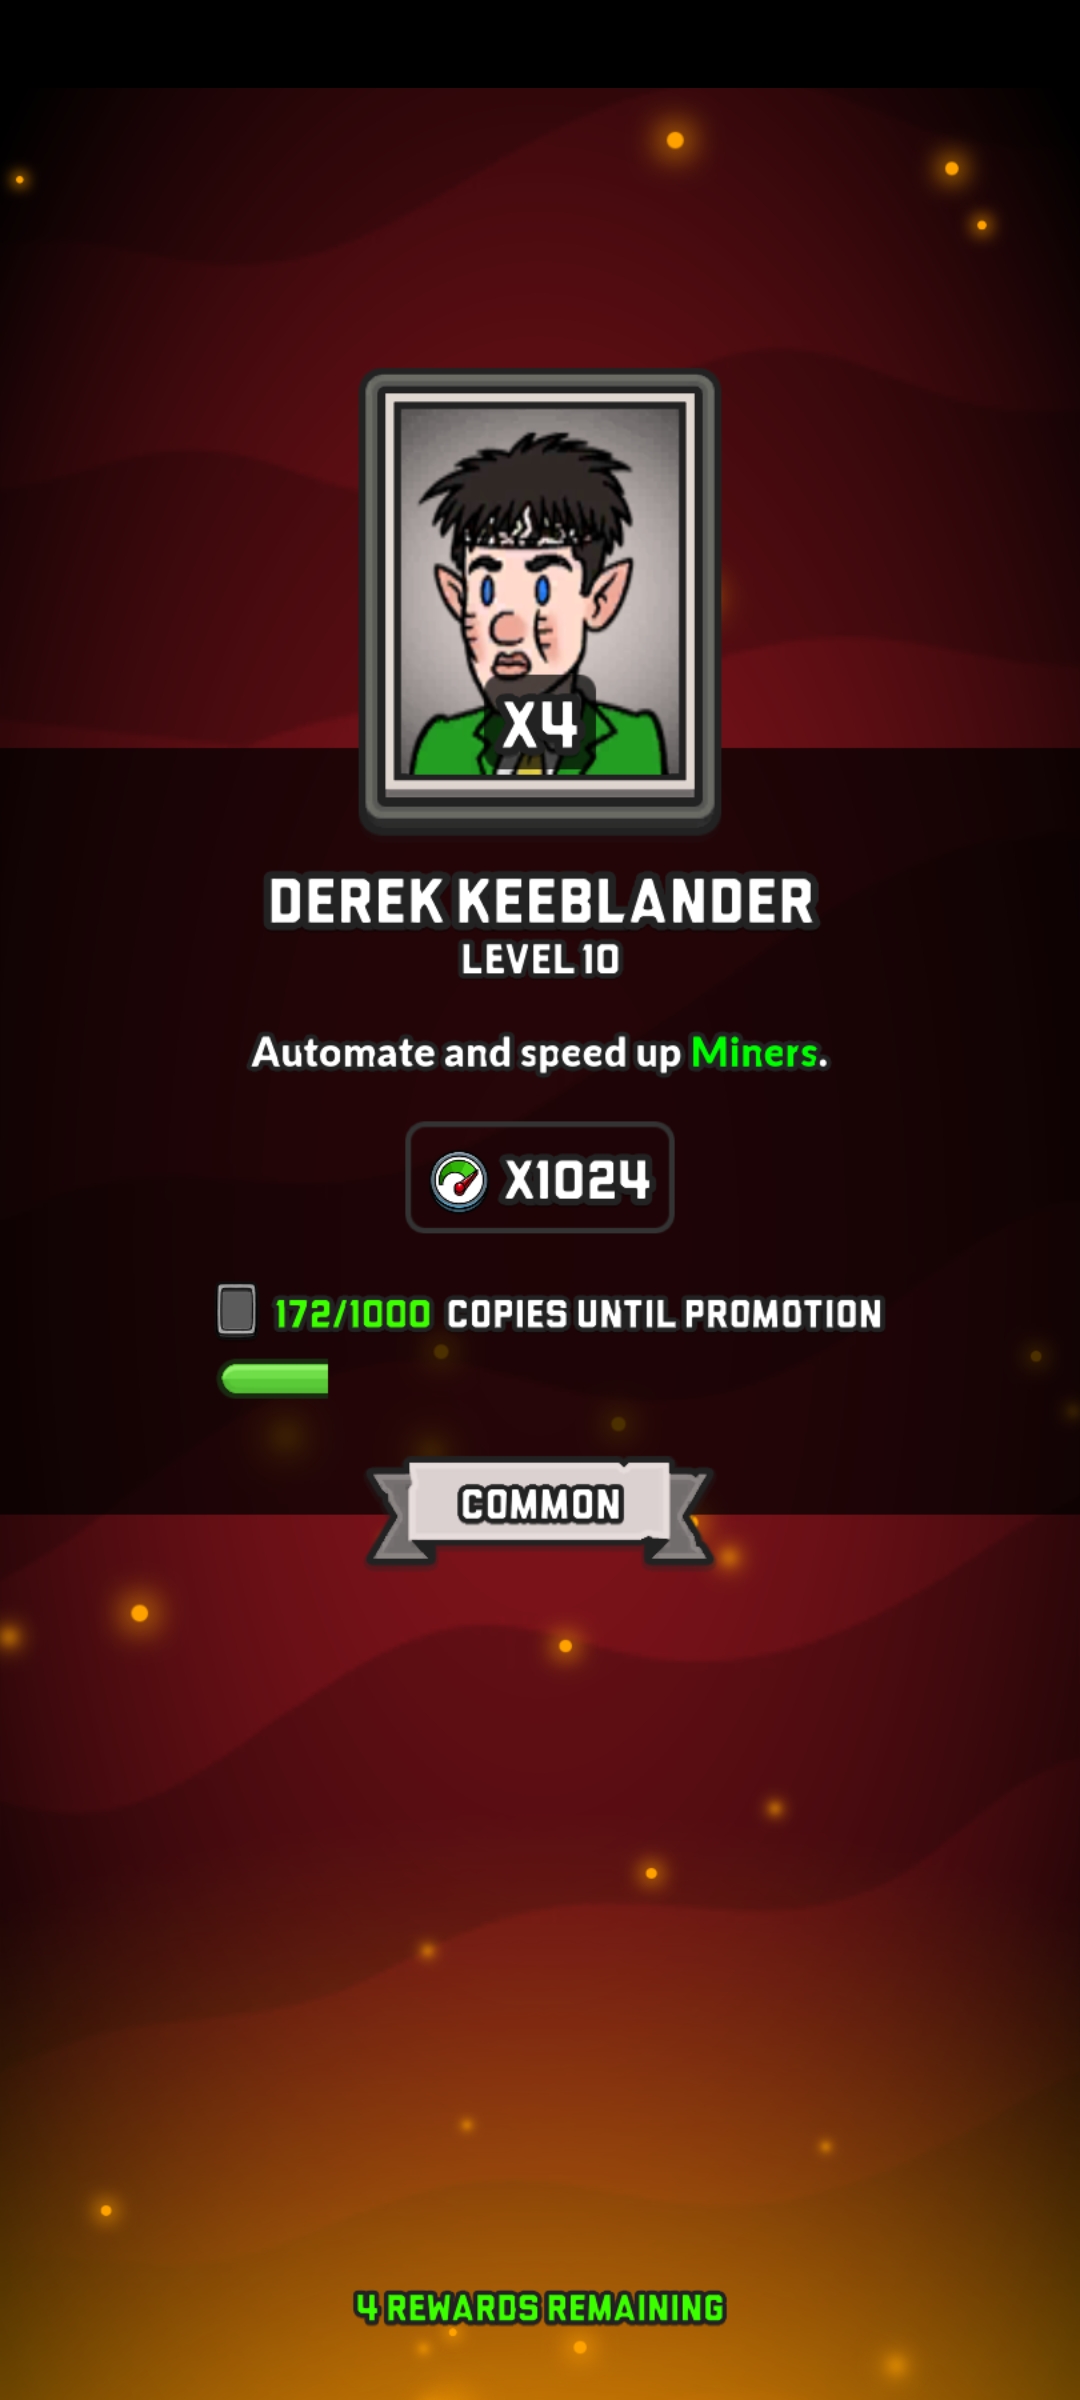 X4
DEREK KEEBLANDER
LEVEL 10
Automate and speed up Miners.
X1024
172/1000 COPIES UNTIL PROMOTION
COMMON
4 REWARDS REMAINING